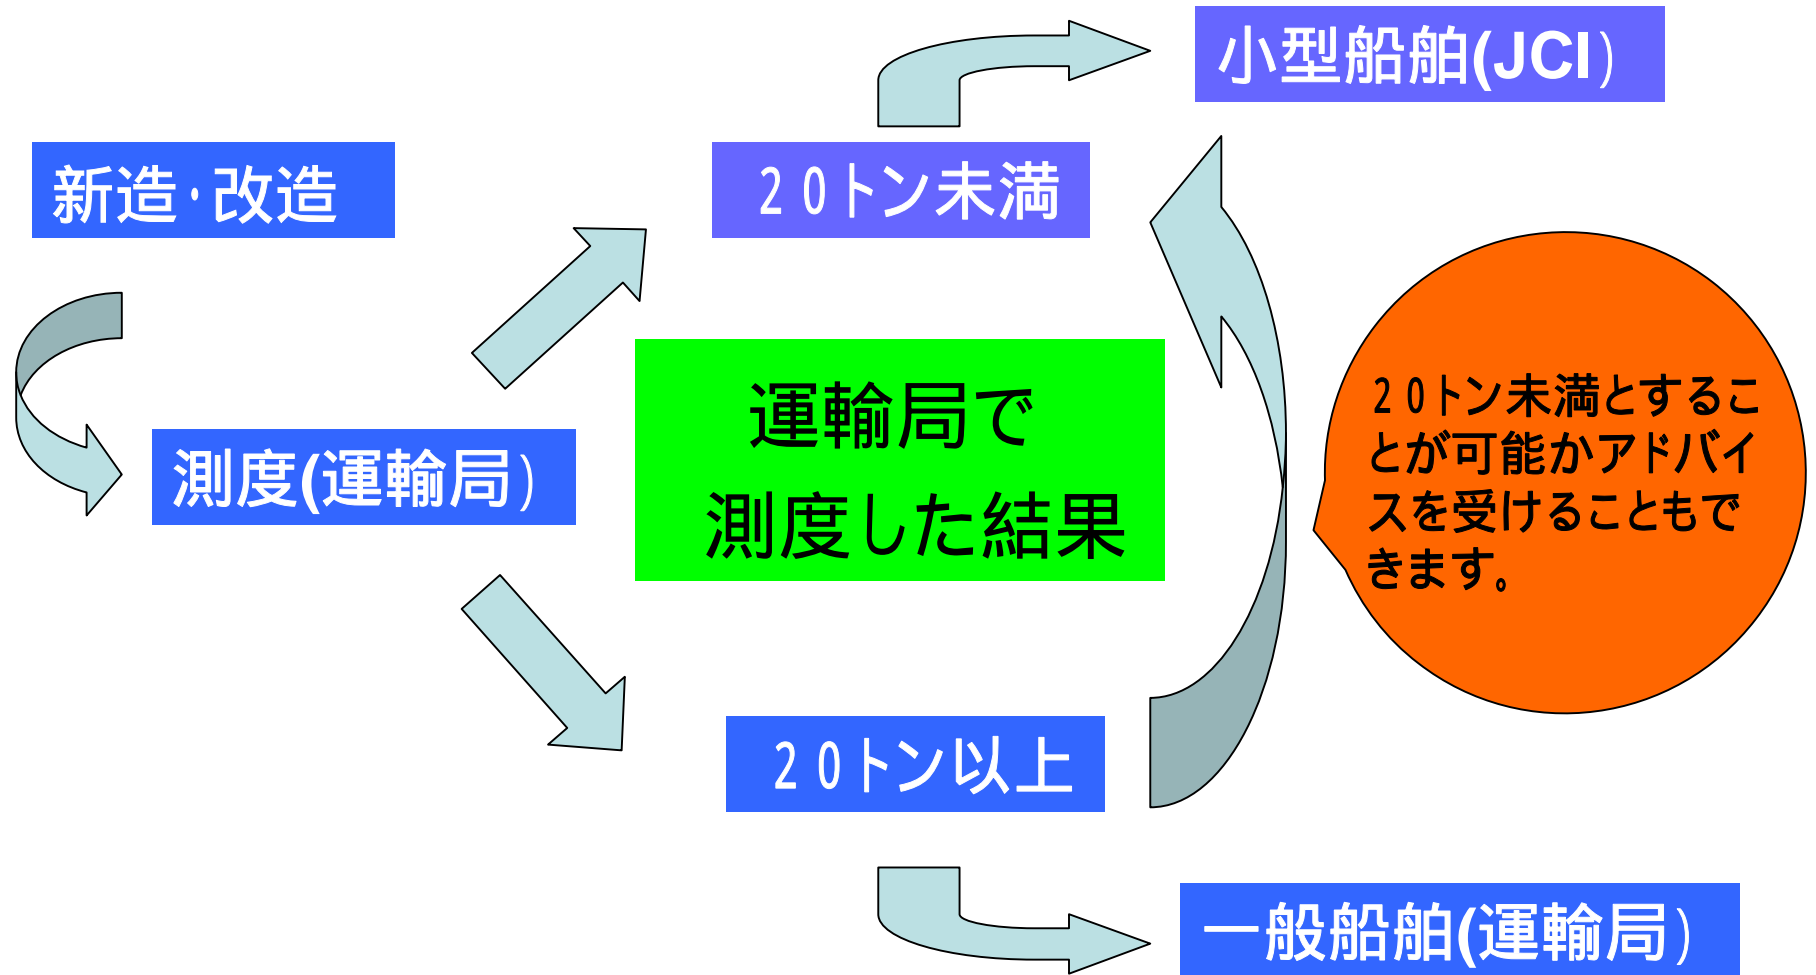 小型船舶(JCI)
新造・改造
20トン未満
運輸局で
測度した結果
測度(運輸局)
20トン未満とするこ
とが可能かアドバイ
スを受けることもで
きます。
20トン以上
一般船舶(運輸局)